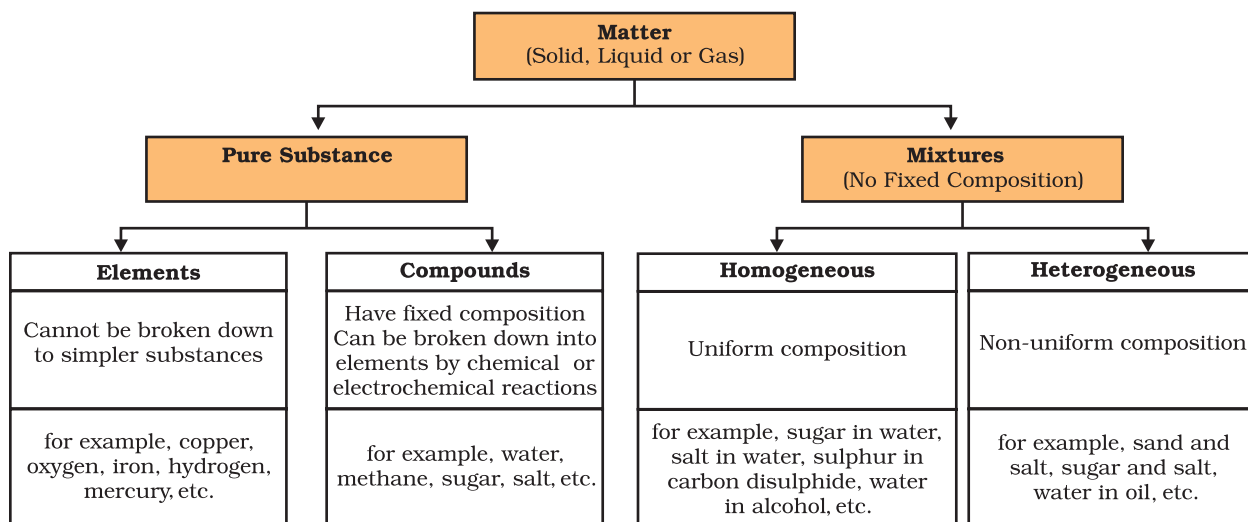 Matter
(Solid, Liquid or Gas)
Pure Substance
Mixtures
(No Fixed Composition)
Elements
Cannot be broken down
to simpler substances
for example, copper,
oxygen, iron, hydrogen,
mercury, etc.
Compounds
Have fixed composition
Can be broken down into
elements by chemical or
electrochemical reactions
for example, water,
methane, sugar, salt, etc.
Homogeneous
Uniform composition
for example, sugar in water,
salt in water, sulphur in
carbon disulphide, water
in alcohol, etc.
Heterogeneous
Non-uniform composition
for example, sand and
salt, sugar and salt,
water in oil, etc.